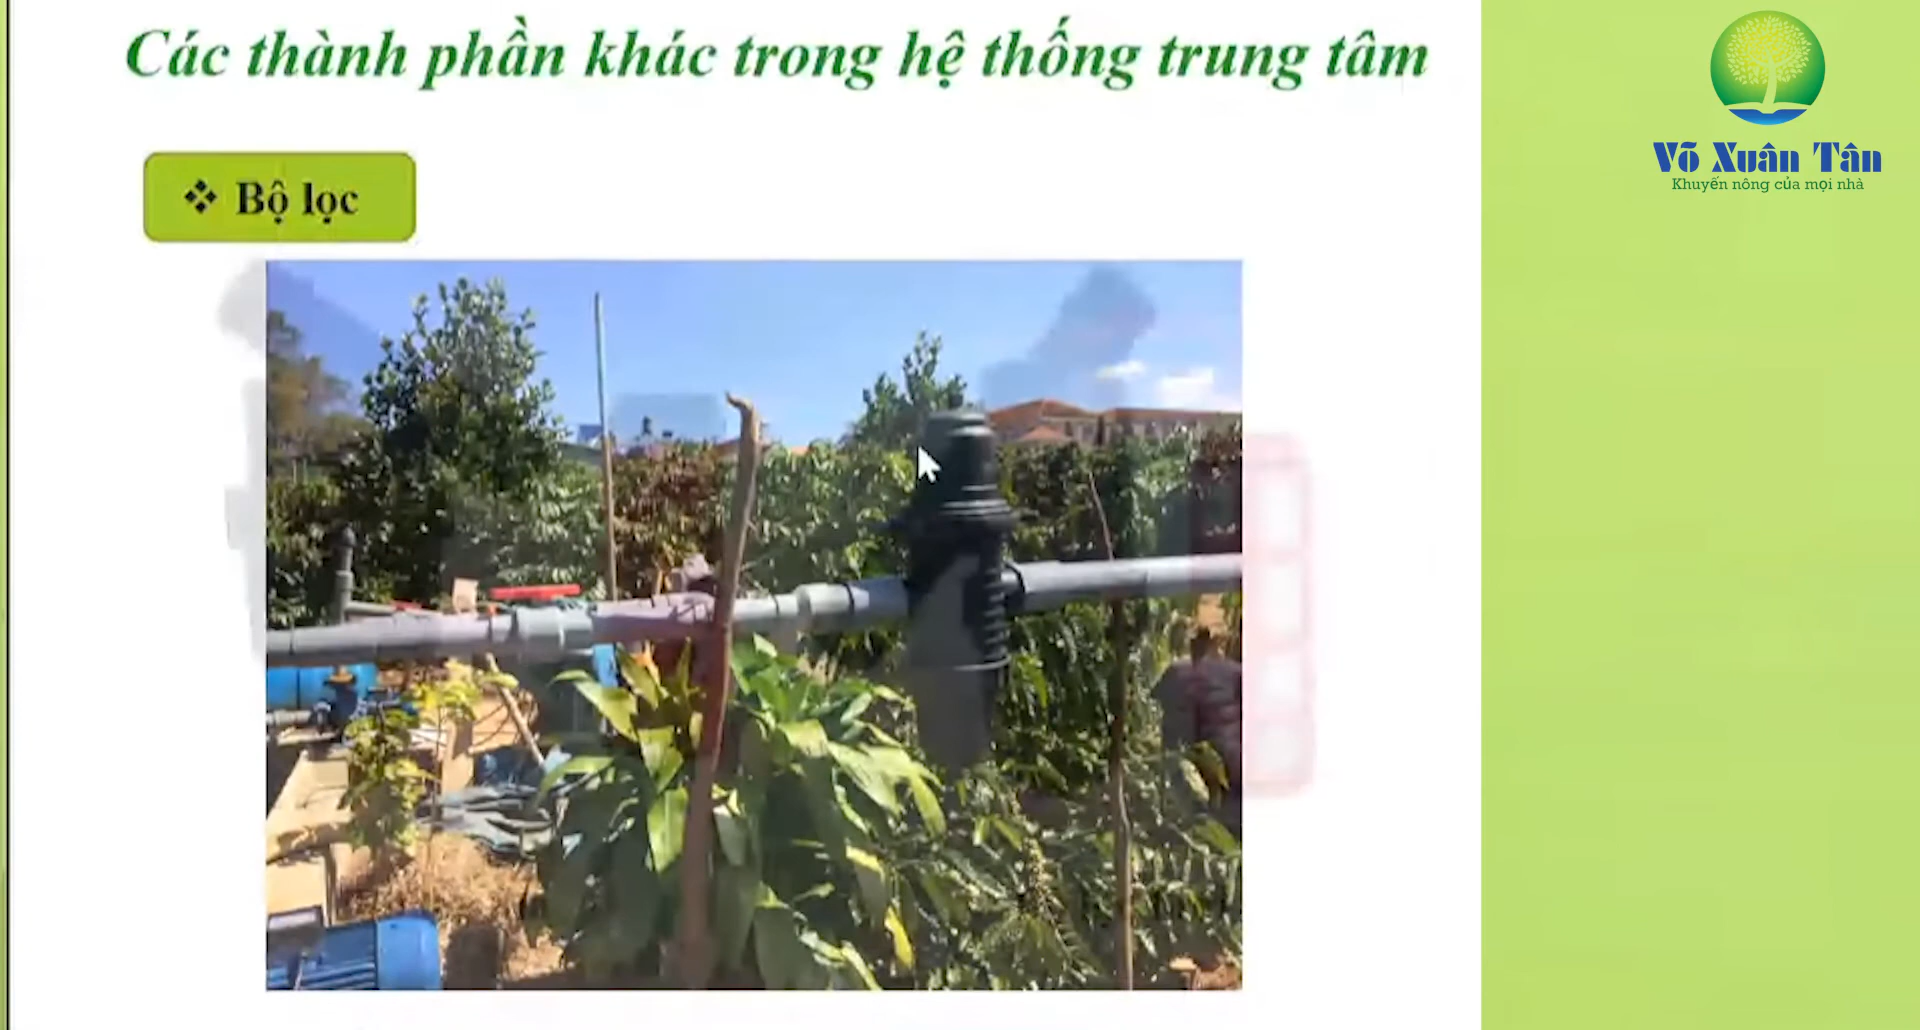 Các thành phần khác trong hệ thống trung tâm
Võ Xuân Tân
Khuyến nông của mọi nhà
❖ Bộ lọc